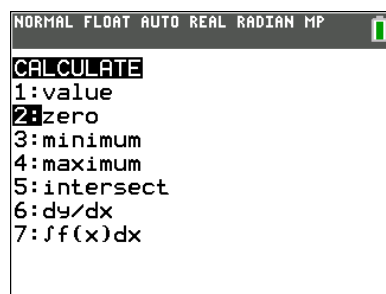 NORMAL FLOAT AUTO REAL RADIAN MP
CALCULATE
1:value
2:zero
3:minimum
4:maximum
5:intersect
6:dy/dx
7:∫f(x)dx